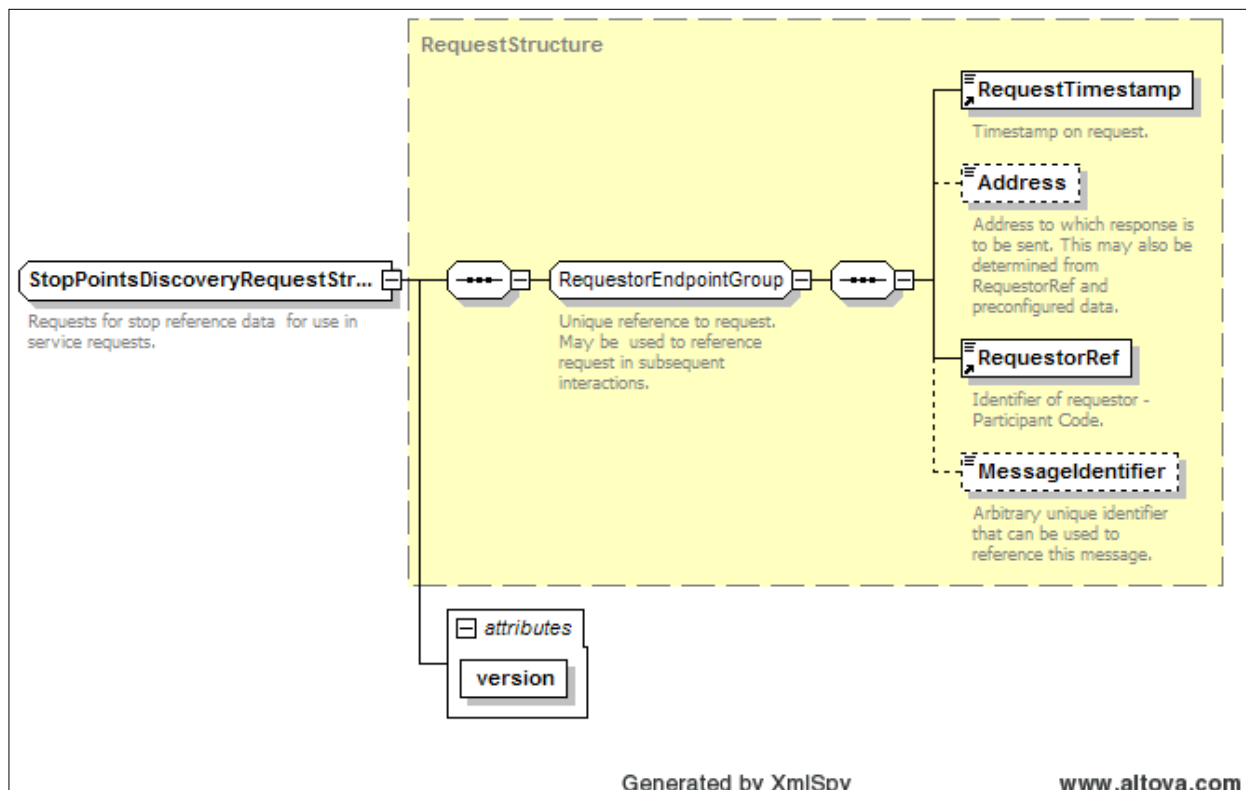 RequestStructure
RequestTimestamp
Timestamp on request.
Address
Address to which response is
to be sent. This may also be
determined from
RequestorRef and
preconfigured data.
StopPointsDiscoveryRequestStr...
Requests for stop reference data for use in
service requests.
RequestorEndpointGroup
Unique reference to request.
May be used to reference
request in subsequent
interactions.
RequestorRef
Identifier of requestor -
Participant Code.
MessageIdentifier
Arbitrary unique identifier
that can be used to
reference this message.
attributes
version
Generated by XmlSpy
www.altova.com